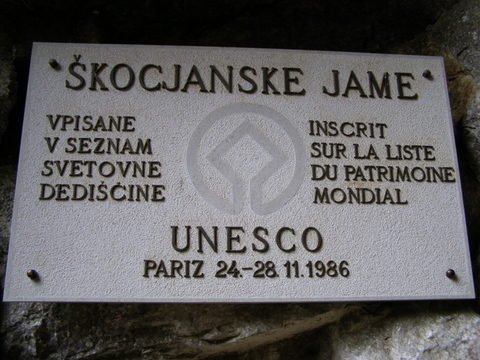 ŠKOCJANSKE JAME
VPISANE
V SEZNAM
SVETOVNE
DEDIŠČINE
INSCRIT
SUR LA LISTE
DU PATRIMOINE
MONDIAL
UNESCO
PARIZ 24.-28.11.1986